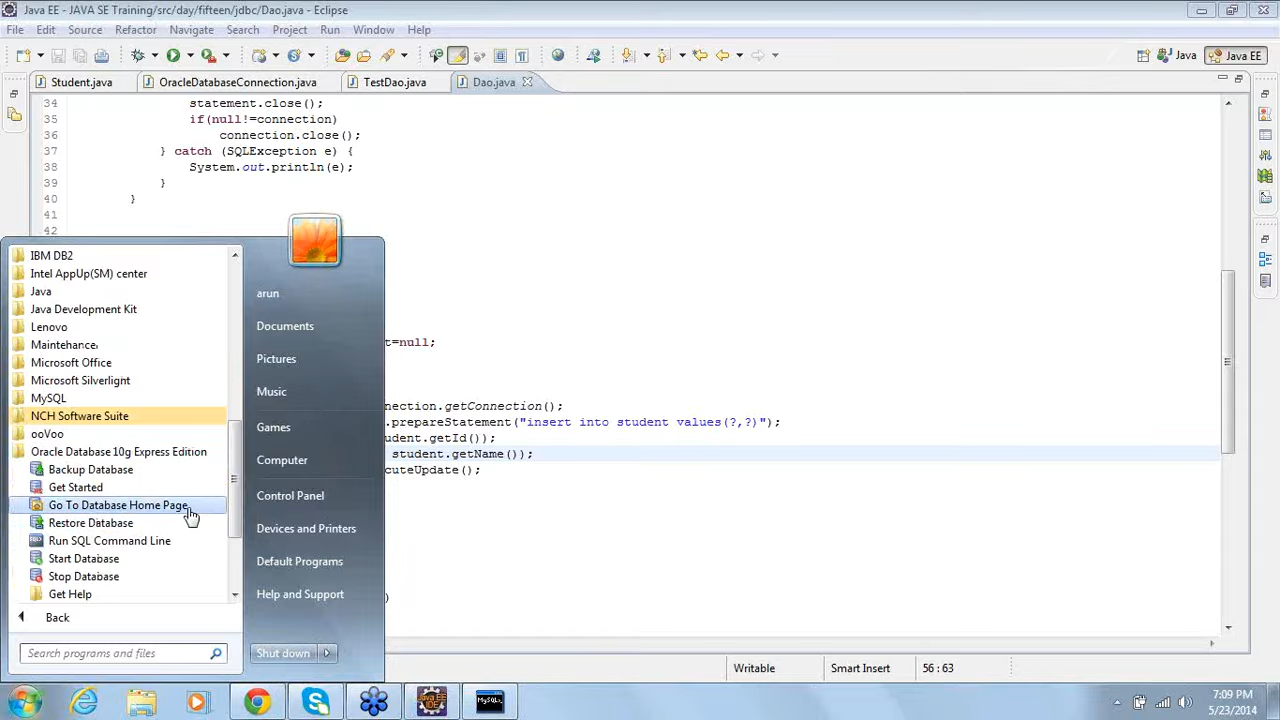 Java EE - JAVA SE Training/src/day/fifteen/jdbc/Dao.java - Eclipse
File Edit Source Refactor Navigate Search Project Run Window Help
Java Java EE
Student.java OracleDatabaseConnection.java TestDao.java Dao.java
34 statement.close();
35 if(null!=connection)
36 connection.close();
37 } catch (SQLException e) {
38 System.out.println(e);
39 }
40 }
41
42
t=null;
nection.getConnection();
.prepareStatement("insert into student values(?,?)");
udent.getId());
student.getName());
cuteUpdate();
)
IBM DB2
Intel AppUp(SM) center
Java
Java Development Kit
Lenovo
Maintenance
Microsoft Office
Microsoft Silverlight
MySQL
NCH Software Suite
ooVoo
Oracle Database 10g Express Edition
Backup Database
Get Started
Go To Database Home Page
Restore Database
Run SQL Command Line
Start Database
Stop Database
Get Help
Back
Search programs and files
arun
Documents
Pictures
Music
Games
Computer
Control Panel
Devices and Printers
Default Programs
Help and Support
Shut down
Writable Smart Insert 56 : 63
Java EE
IDE
MySQL
7:09 PM
5/23/2014